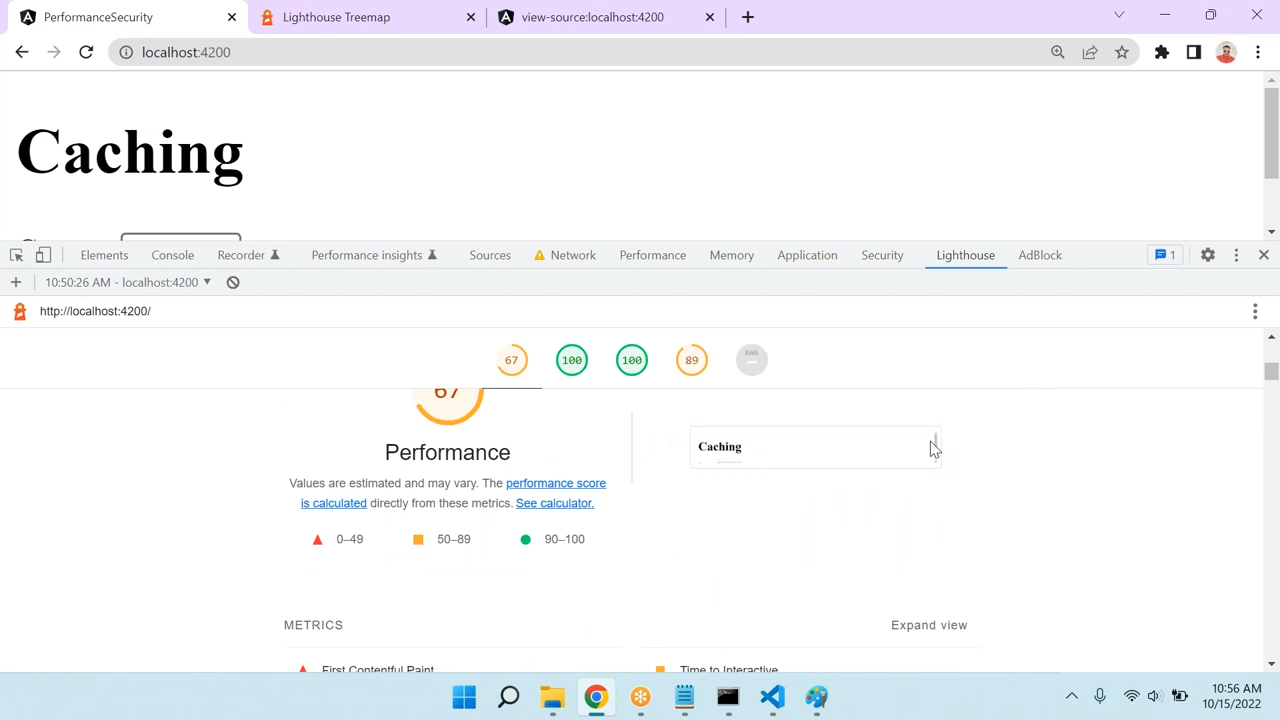 PerformanceSecurity
Lighthouse Treemap
view-source:localhost:4200
localhost:4200
Caching
Elements
Console
Recorder
Performance insights
Sources
Network
Performance
Memory
Application
Security
Lighthouse
AdBlock
1
10:50:26 AM - localhost:4200
http://localhost:4200/
67
100
100
89
PWA
67
Caching
Performance
Values are estimated and may vary. The performance score
is calculated directly from these metrics. See calculator.
0–49
50–89
90–100
METRICS
Expand view
First Contentful Paint
Time to Interactive
10:56 AM
10/15/2022